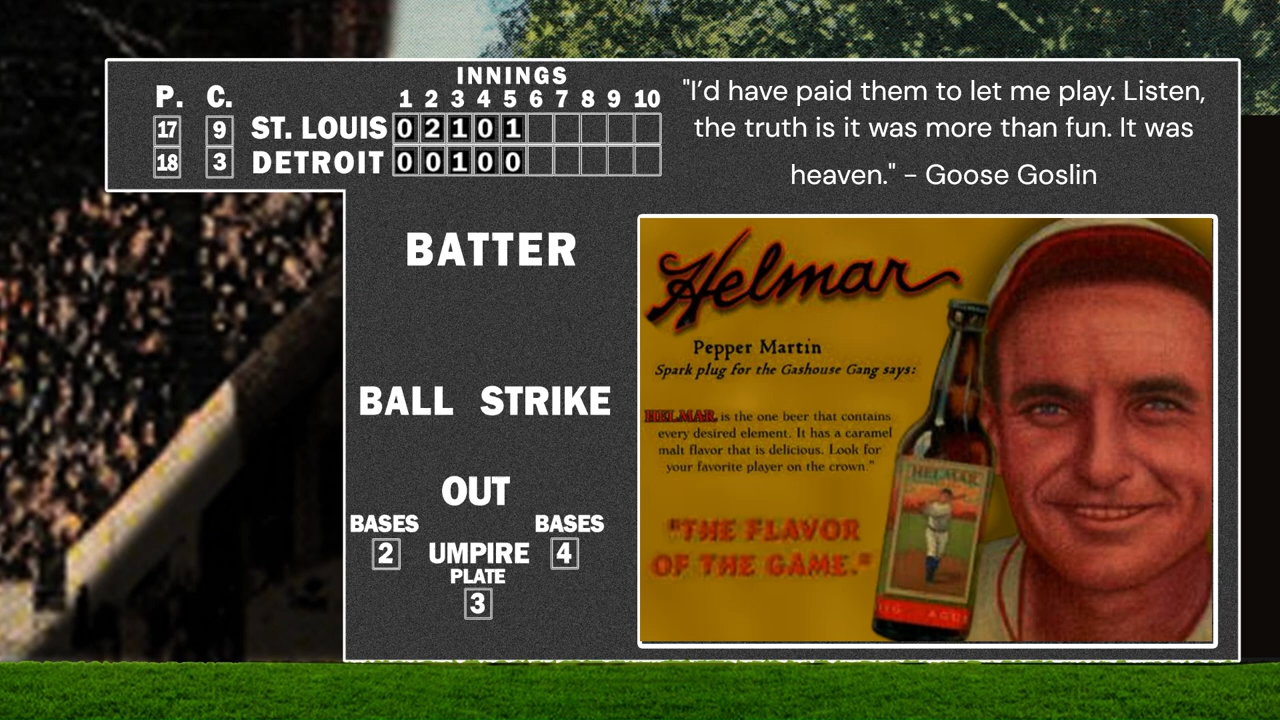 INNINGS
P. C. 1 2 3 4 5 6 7 8 9 10
17 9 ST. LOUIS 0 2 1 0 1
18 3 DETROIT 0 0 1 0 0
"I'd have paid them to let me play. Listen,
the truth is it was more than fun. It was
heaven." – Goose Goslin
BATTER
BALL STRIKE
OUT
BASES BASES
2 UMPIRE 4
PLATE
3
Helmar
Pepper Martin
Spark plug for the Gashouse Gang says:
HELMAR is the one beer that contains
every desired element. It has a caramel
malt flavor that is delicious. Look for
your favorite player on the crown."
"THE FLAVOR
OF THE GAME."
HELMAR